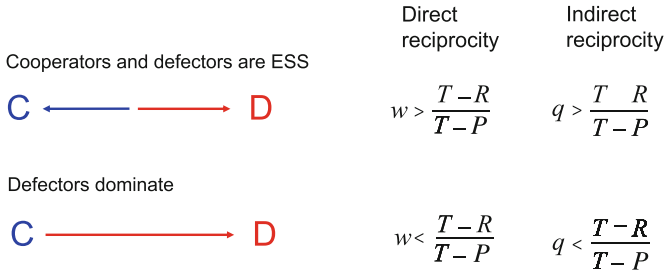 Direct reciprocity
Indirect reciprocity
Cooperators and defectors are ESS
C D
w > T – R / T – P
q > T R / T – P
Defectors dominate
C D
w < T – R / T – P
q < T – R / T – P